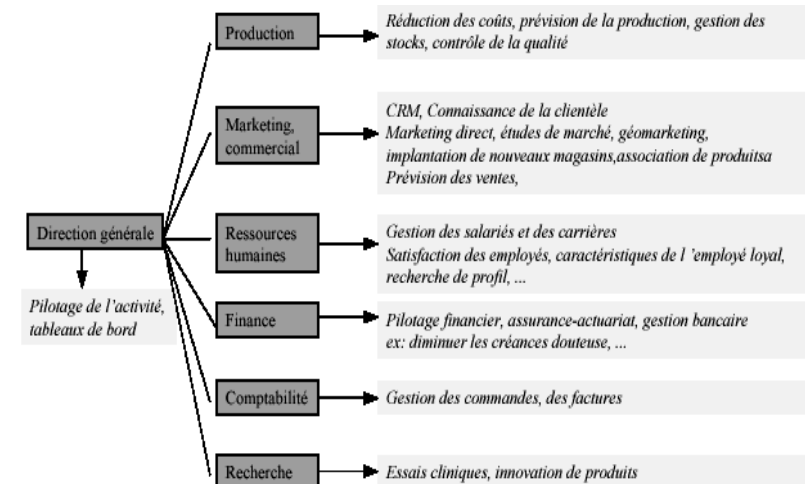 Production
Réduction des coûts, prévision de la production, gestion des
stocks, contrôle de la qualité
Marketing,
commercial
CRM, Connaissance de la clientèle
Marketing direct, études de marché, géomarketing,
implantation de nouveaux magasins,association de produitsa
Prévision des ventes,
Direction générale
Pilotage de l’activité,
tableaux de bord
Ressources
humaines
Gestion des salariés et des carrières
Satisfaction des employés, caractéristiques de l ’employé loyal,
recherche de profil, ...
Finance
Pilotage financier, assurance-actuariat, gestion bancaire
ex: diminuer les créances douteuse, ...
Comptabilité
Gestion des commandes, des factures
Recherche
Essais cliniques, innovation de produits